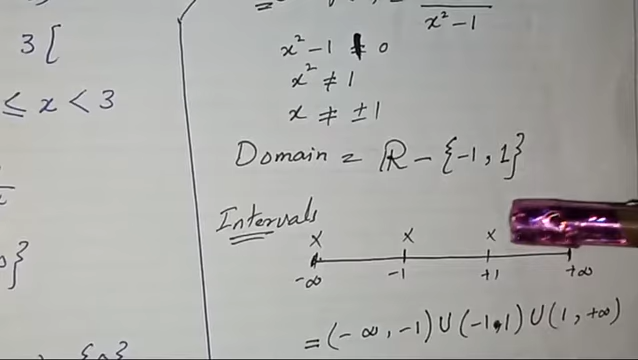 3[
≤ x < 3
x² - 1
x² - 1 ≠ 0
x² ≠ 1
x ≠ ± 1
Domain = R - {-1, 1}
Intervals
x x x
-∞ -1 +1 +∞
= (-∞, -1) U (-1, 1) U (1, +∞)